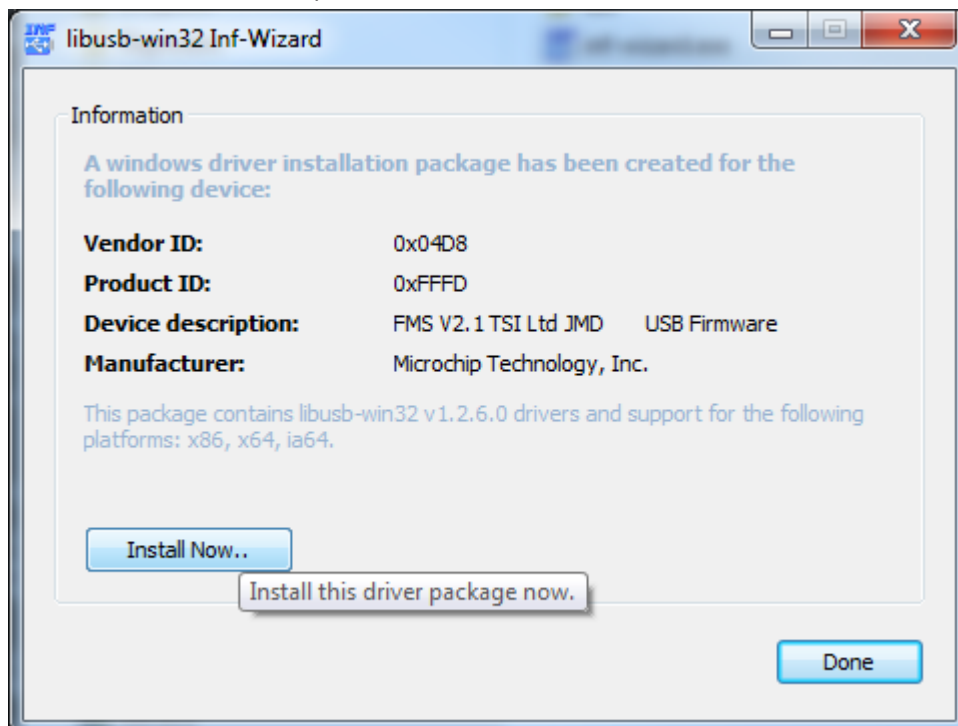 libusb-win32 Inf-Wizard
Information
A windows driver installation package has been created for the
following device:
Vendor ID: 0x04D8
Product ID: 0xFFFD
Device description: FMS V2.1 TSI Ltd JMD USB Firmware
Manufacturer: Microchip Technology, Inc.
This package contains libusb-win32 v1.2.6.0 drivers and support for the following
platforms: x86, x64, ia64.
Install Now..
Install this driver package now.
Done